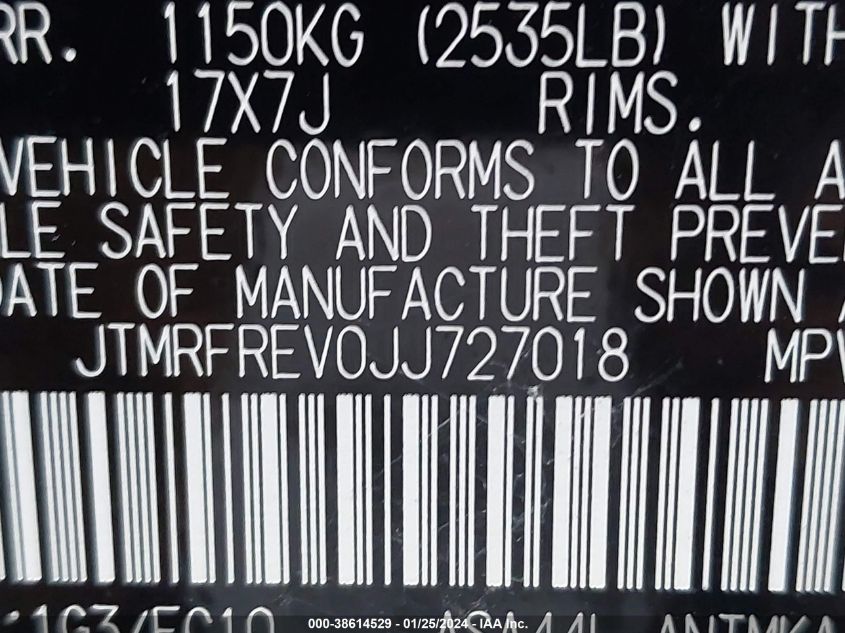 RR. 1150KG (2535LB) WITH
17X7J RIMS.
VEHICLE CONFORMS TO ALL A
LE SAFETY AND THEFT PREVE
DATE OF MANUFACTURE SHOWN A
JTMRFREV0JJ727018 MPV
000-38614529 - 01/25/2024 - IAA Inc.